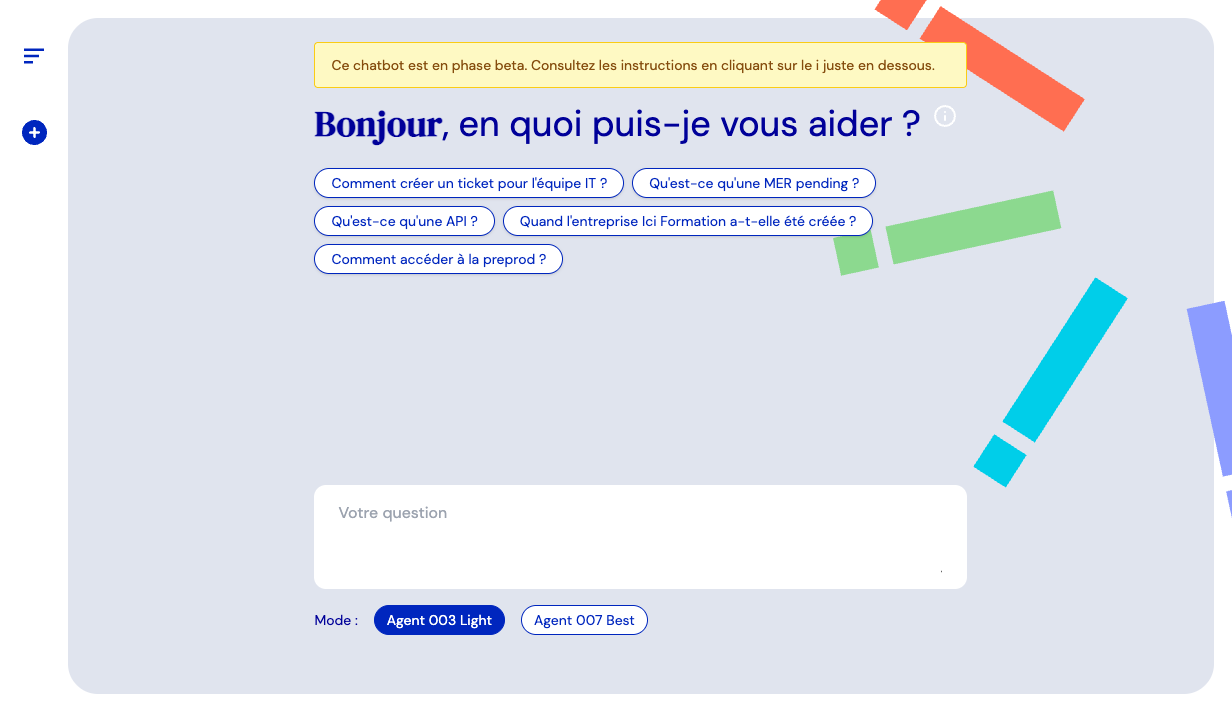 Ce chatbot est en phase beta. Consultez les instructions en cliquant sur le i juste en dessous.
Bonjour, en quoi puis-je vous aider ?
Comment créer un ticket pour l'équipe IT ? Qu'est-ce qu'une MER pending ?
Qu'est-ce qu'une API ? Quand l'entreprise Ici Formation a-t-elle été créée ?
Comment accéder à la preprod ?
Votre question
Mode : Agent 003 Light Agent 007 Best